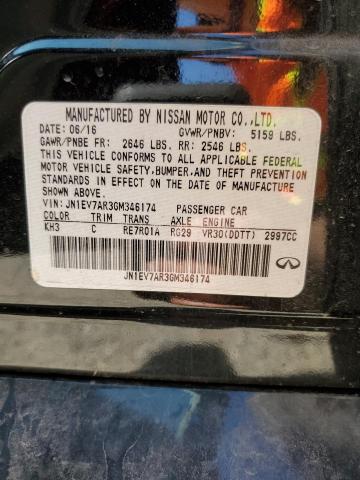 MANUFACTURED BY NISSAN MOTOR CO.,LTD.
DATE: 06/16 GVWR/PNBV: 5159 LBS.
GAWR/PNBE FR: 2646 LBS. RR: 2546 LBS.
THIS VEHICLE CONFORMS TO ALL APPLICABLE FEDERAL
MOTOR VEHICLE SAFETY,BUMPER,AND THEFT PREVENTION
STANDARDS IN EFFECT ON THE DATE OF MANUFACTURE
SHOWN ABOVE.
VIN: JN1EV7AR3GM346174 PASSENGER CAR
COLOR TRIM TRANS AXLE ENGINE
KH3 C RE7R01A RG29 VR30(DDTT) 2997CC
JN1EV7AR3GM346174